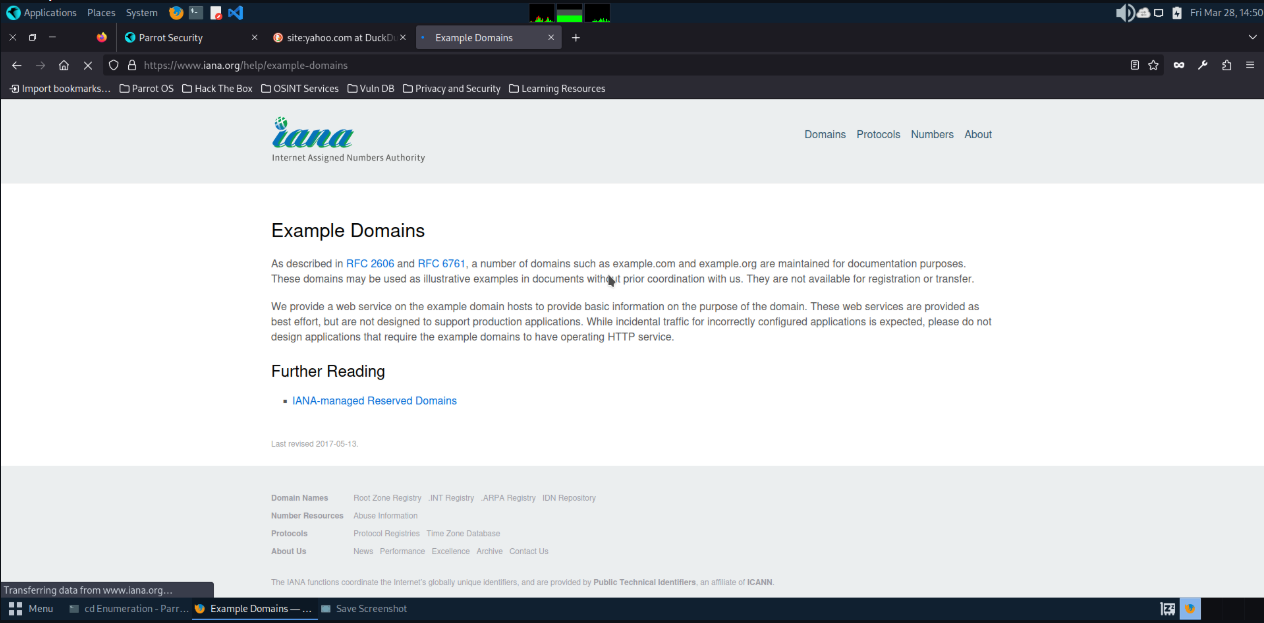 Applications Places System Fri Mar 28, 14:50
Parrot Security site:yahoo.com at DuckDu Example Domains
https://www.iana.org/help/example-domains
Import bookmarks... Parrot OS Hack The Box OSINT Services Vuln DB Privacy and Security Learning Resources
iana
Internet Assigned Numbers Authority
Domains Protocols Numbers About
Example Domains
As described in RFC 2606 and RFC 6761, a number of domains such as example.com and example.org are maintained for documentation purposes.
These domains may be used as illustrative examples in documents without prior coordination with us. They are not available for registration or transfer.
We provide a web service on the example domain hosts to provide basic information on the purpose of the domain. These web services are provided as
best effort, but are not designed to support production applications. While incidental traffic for incorrectly configured applications is expected, please do not
design applications that require the example domains to have operating HTTP service.
Further Reading
IANA-managed Reserved Domains
Last revised 2017-05-13.
Domain Names Root Zone Registry .INT Registry .ARPA Registry IDN Repository
Number Resources Abuse Information
Protocols Protocol Registries Time Zone Database
About Us News Performance Excellence Archive Contact Us
The IANA functions coordinate the Internet's globally unique identifiers, and are provided by Public Technical Identifiers, an affiliate of ICANN.
Transferring data from www.iana.org...
Menu cd Enumeration - Parr... Example Domains — ... Save Screenshot